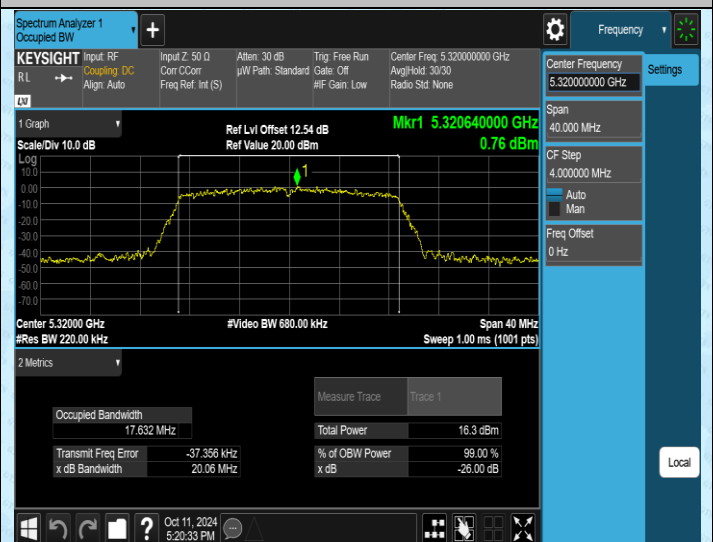 Spectrum Analyzer 1
Occupied BW
+
Frequency
KEYSIGHT
RL
LXI
Input: RF
Coupling: DC
Align: Auto
Input Z: 50 Ω
Corr CCorr
Freq Ref: Int (S)
Atten: 30 dB
µW Path: Standard
Trig: Free Run
Gate: Off
#IF Gain: Low
Center Freq: 5.320000000 GHz
Avg|Hold: 30/30
Radio Std: None
Center Frequency
5.320000000 GHz
Settings
Span
40.000 MHz
CF Step
4.000000 MHz
Auto
Man
Freq Offset
0 Hz
Local
1 Graph
Scale/Div 10.0 dB
Ref Lvl Offset 12.54 dB
Ref Value 20.00 dBm
Mkr1 5.320640000 GHz
0.76 dBm
Log
10.0
0.00
-10.0
-20.0
-30.0
-40.0
-50.0
-60.0
-70.0
1
Center 5.32000 GHz
#Res BW 220.00 kHz
#Video BW 680.00 kHz
Span 40 MHz
Sweep 1.00 ms (1001 pts)
2 Metrics
Measure Trace Trace 1
Occupied Bandwidth
17.632 MHz
Total Power 16.3 dBm
Transmit Freq Error -37.356 kHz
% of OBW Power 99.00 %
x dB Bandwidth 20.06 MHz
x dB -26.00 dB
?
Oct 11, 2024
5:20:33 PM